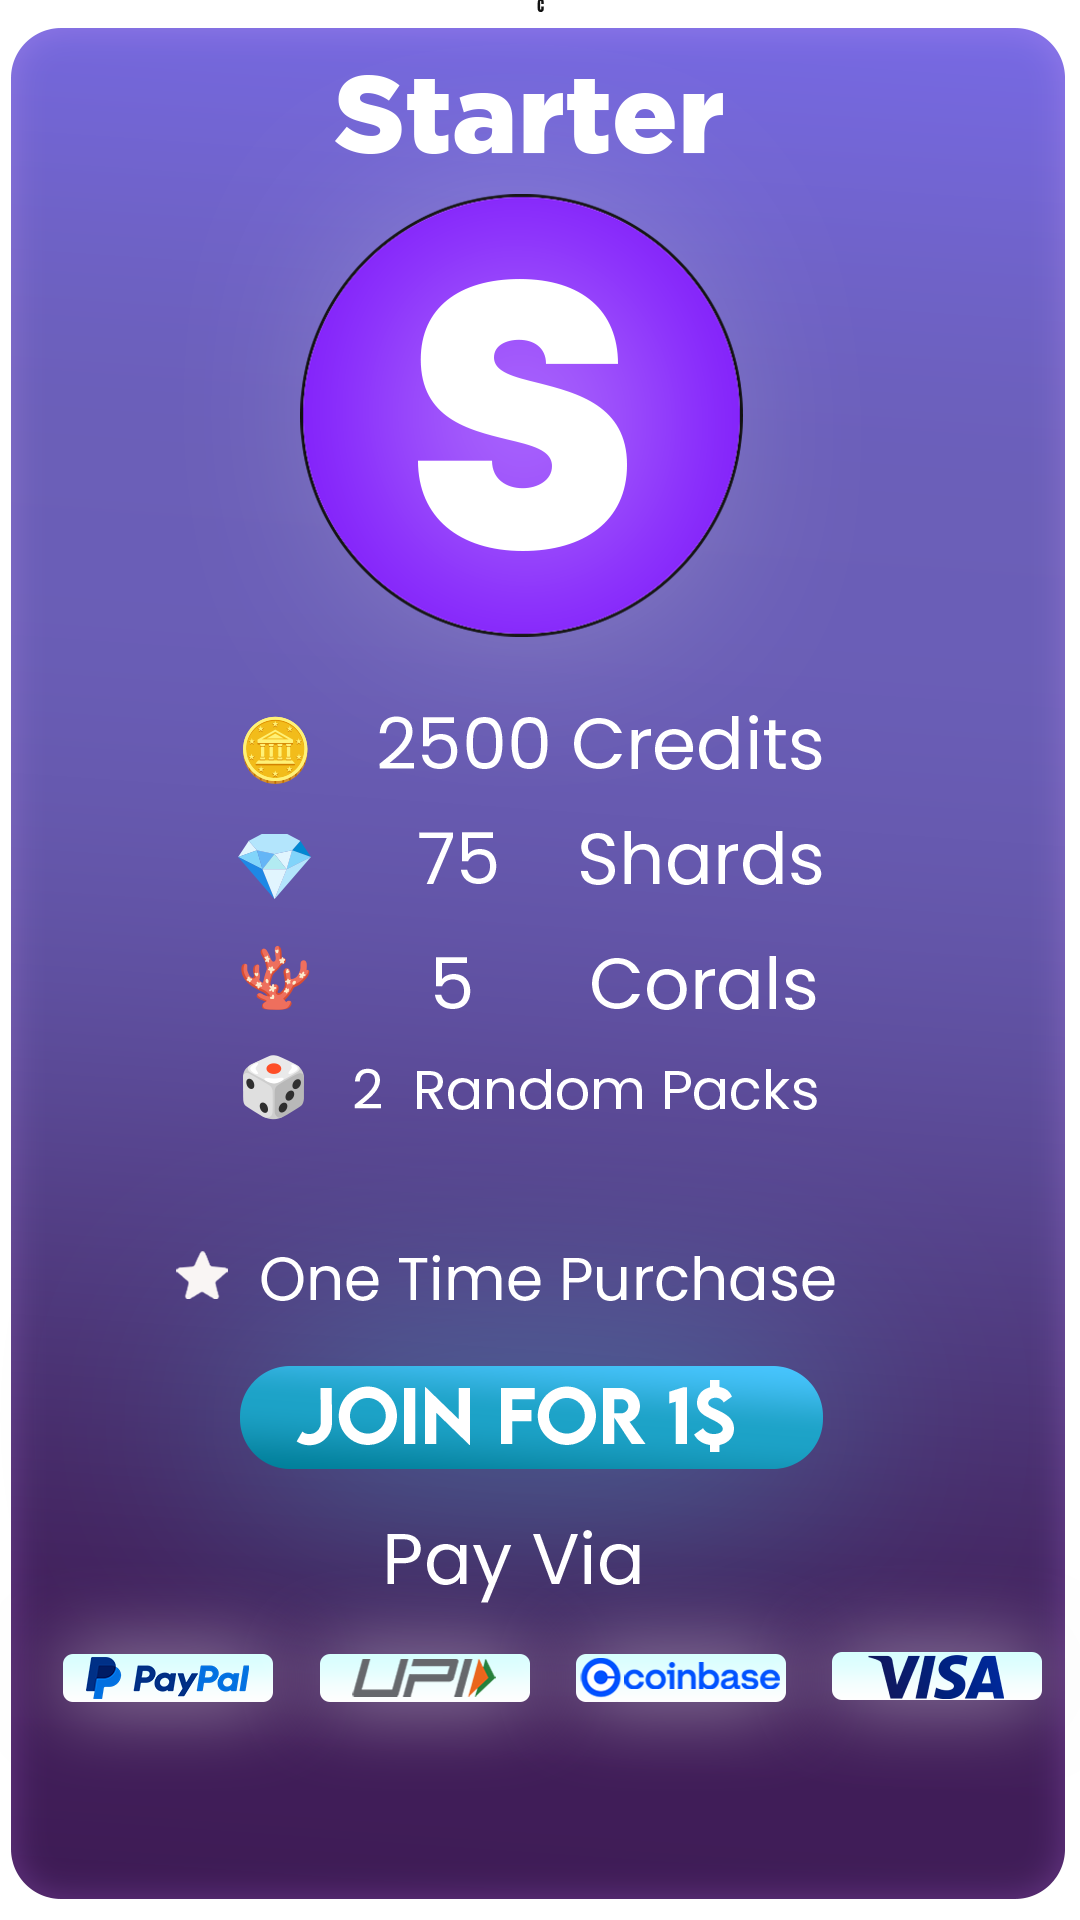 C
Starter
S
2500 Credits
75 Shards
5 Corals
2 Random Packs
One Time Purchase
JOIN FOR 1$
Pay Via
PayPal UPI coinbase VISA